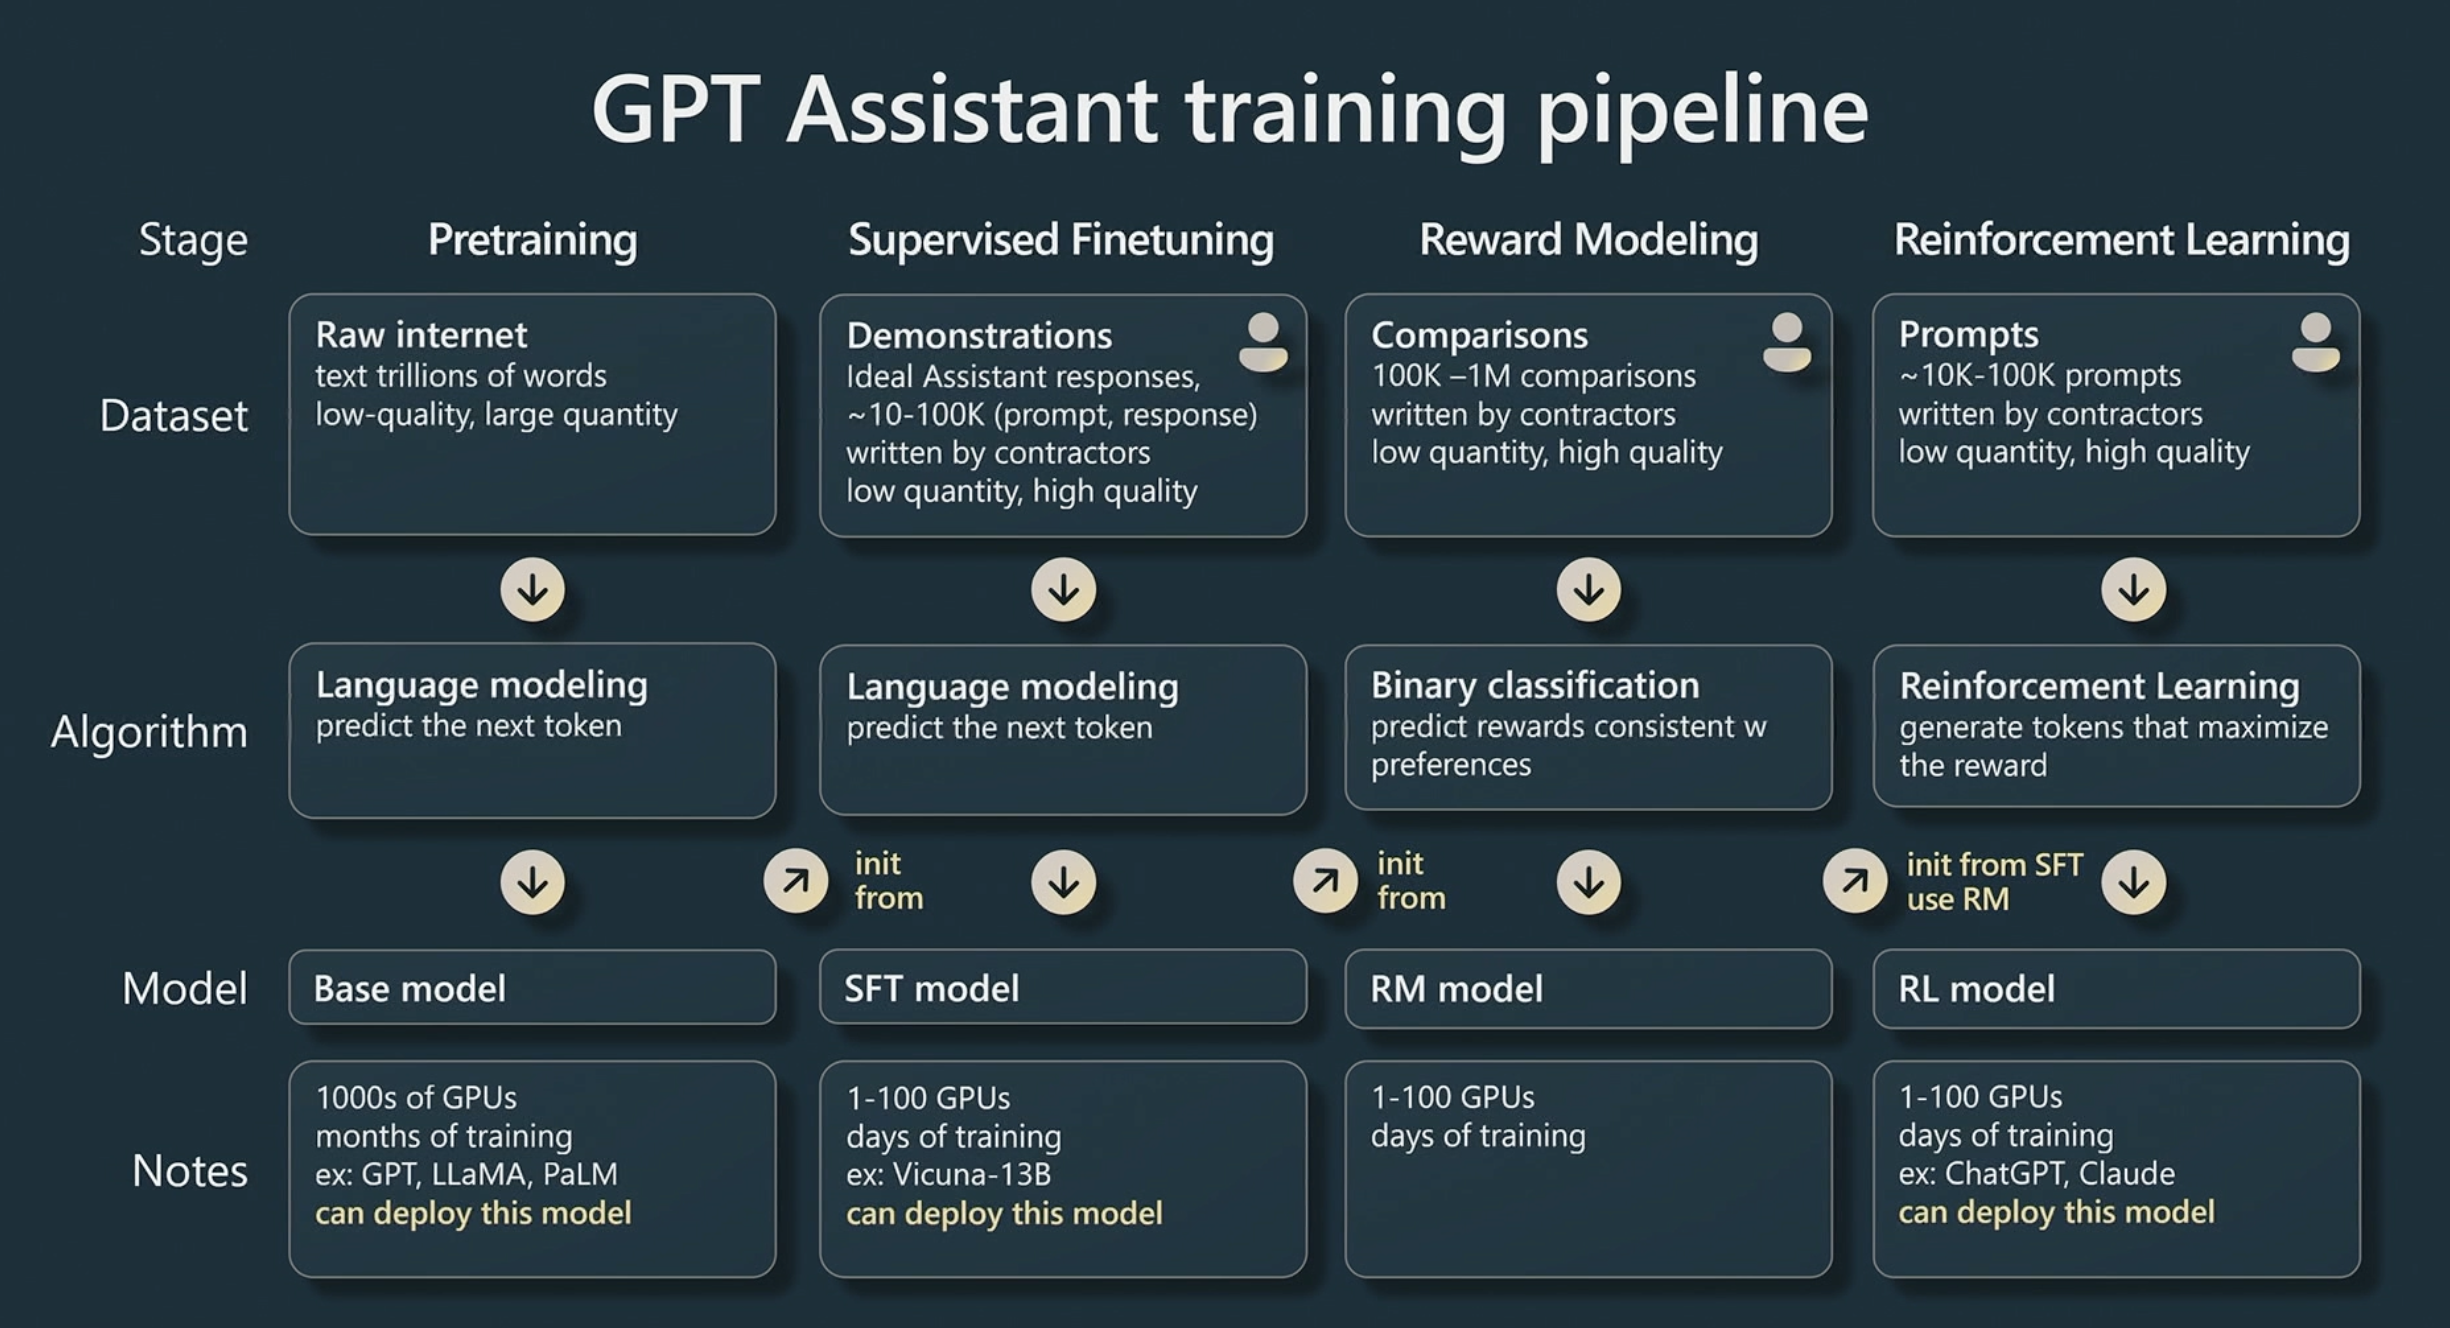 GPT Assistant training pipeline
Stage
Pretraining
Supervised Finetuning
Reward Modeling
Reinforcement Learning
Dataset
Raw internet
text trillions of words
low-quality, large quantity
Demonstrations
Ideal Assistant responses,
~10-100K (prompt, response)
written by contractors
low quantity, high quality
Comparisons
100K –1M comparisons
written by contractors
low quantity, high quality
Prompts
~10K-100K prompts
written by contractors
low quantity, high quality
Algorithm
Language modeling
predict the next token
Language modeling
predict the next token
Binary classification
predict rewards consistent w
preferences
Reinforcement Learning
generate tokens that maximize
the reward
init
from
init
from
init from SFT
use RM
Model
Base model
SFT model
RM model
RL model
Notes
1000s of GPUs
months of training
ex: GPT, LLaMA, PaLM
can deploy this model
1-100 GPUs
days of training
ex: Vicuna-13B
can deploy this model
1-100 GPUs
days of training
1-100 GPUs
days of training
ex: ChatGPT, Claude
can deploy this model